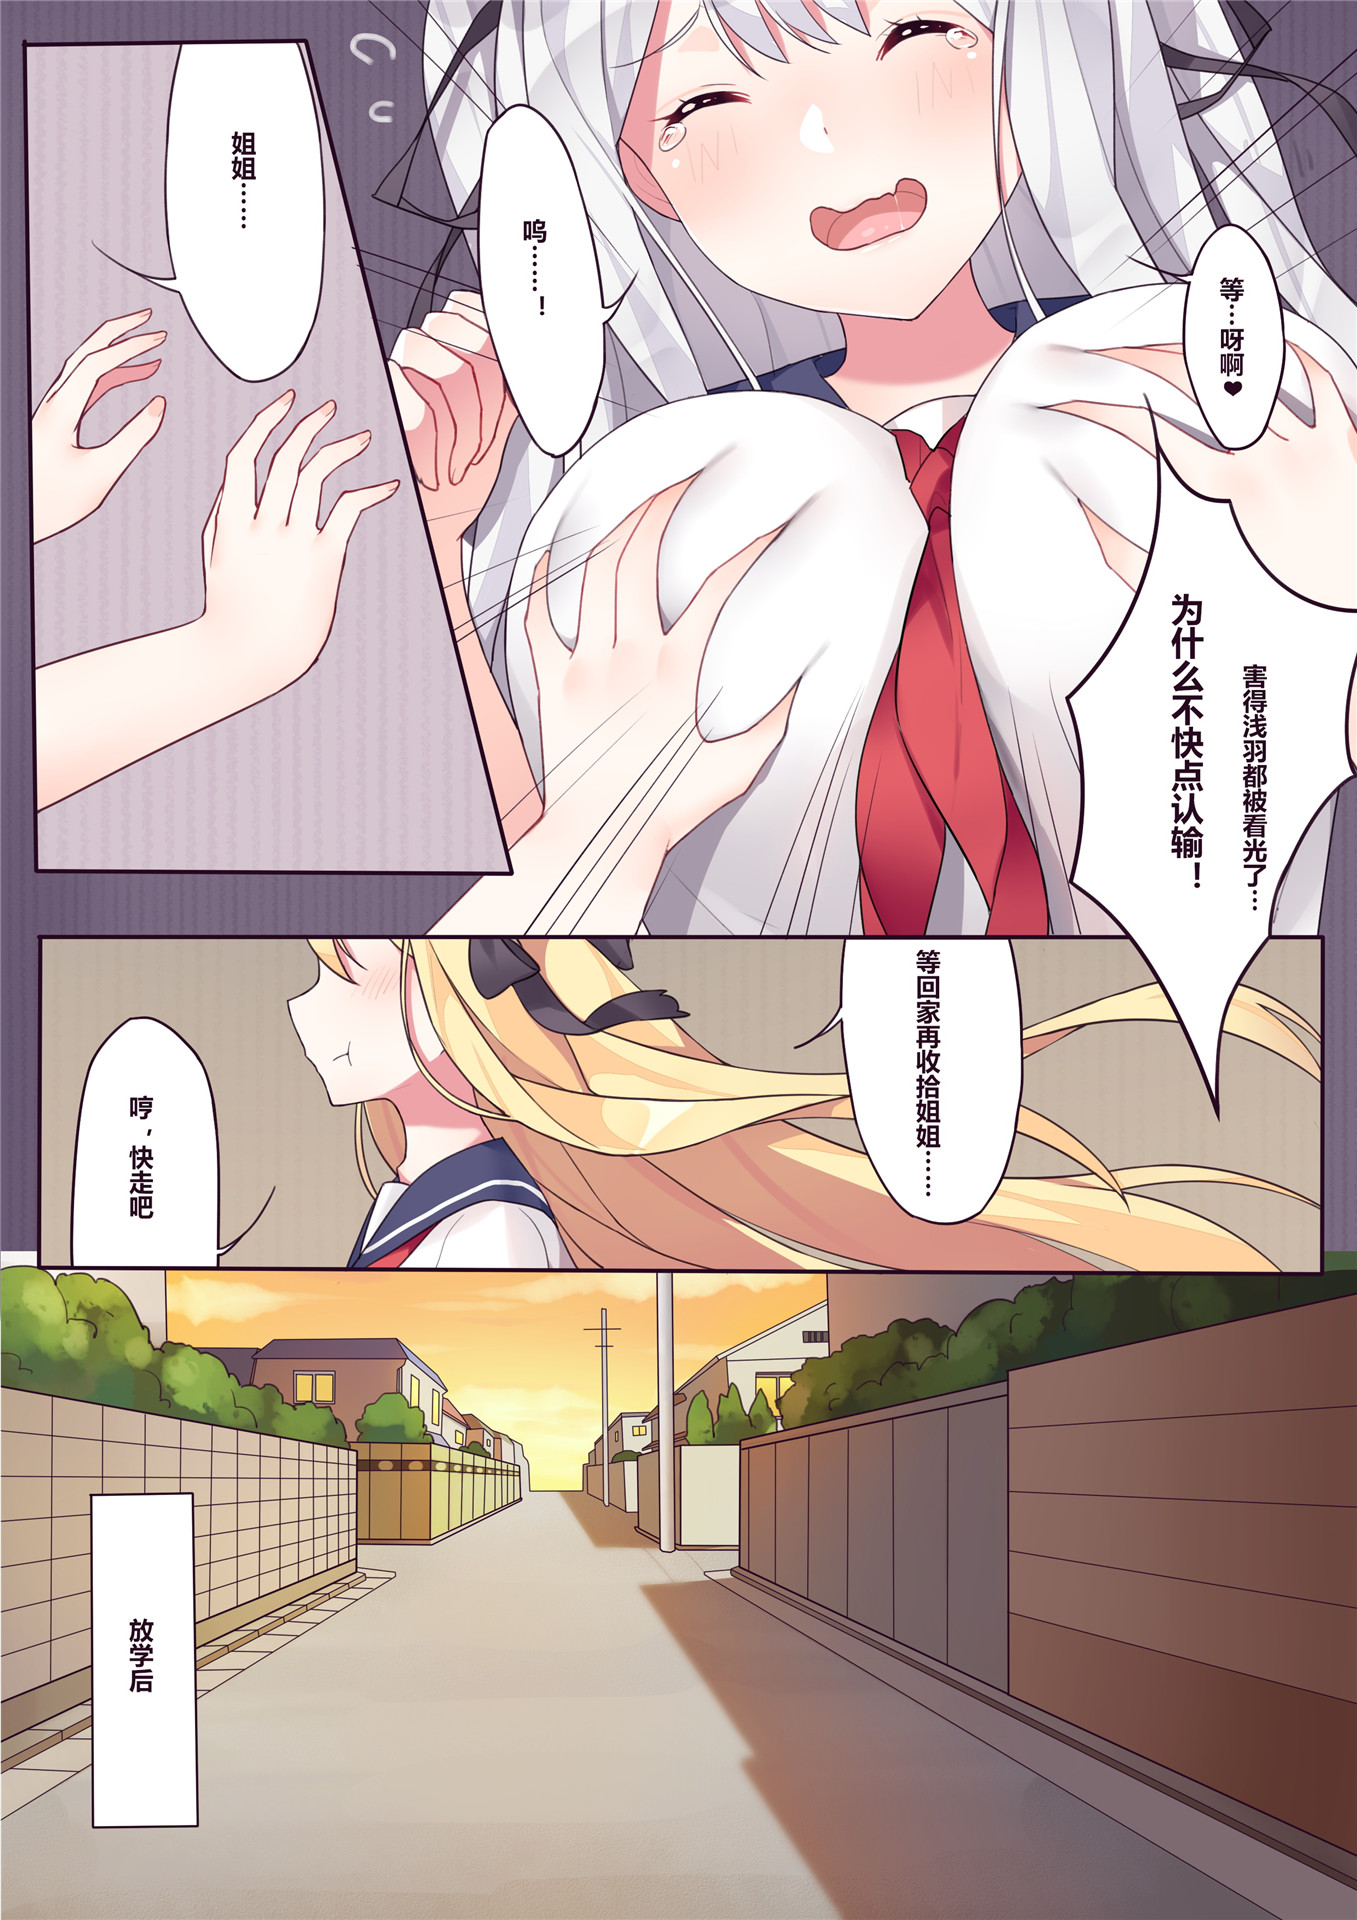 姐姐……
呜……！
等…呀啊♥
害得浅羽都被看光了…
为什么不快点认输！
哼，快走吧
等回家再收拾姐姐……
放学后